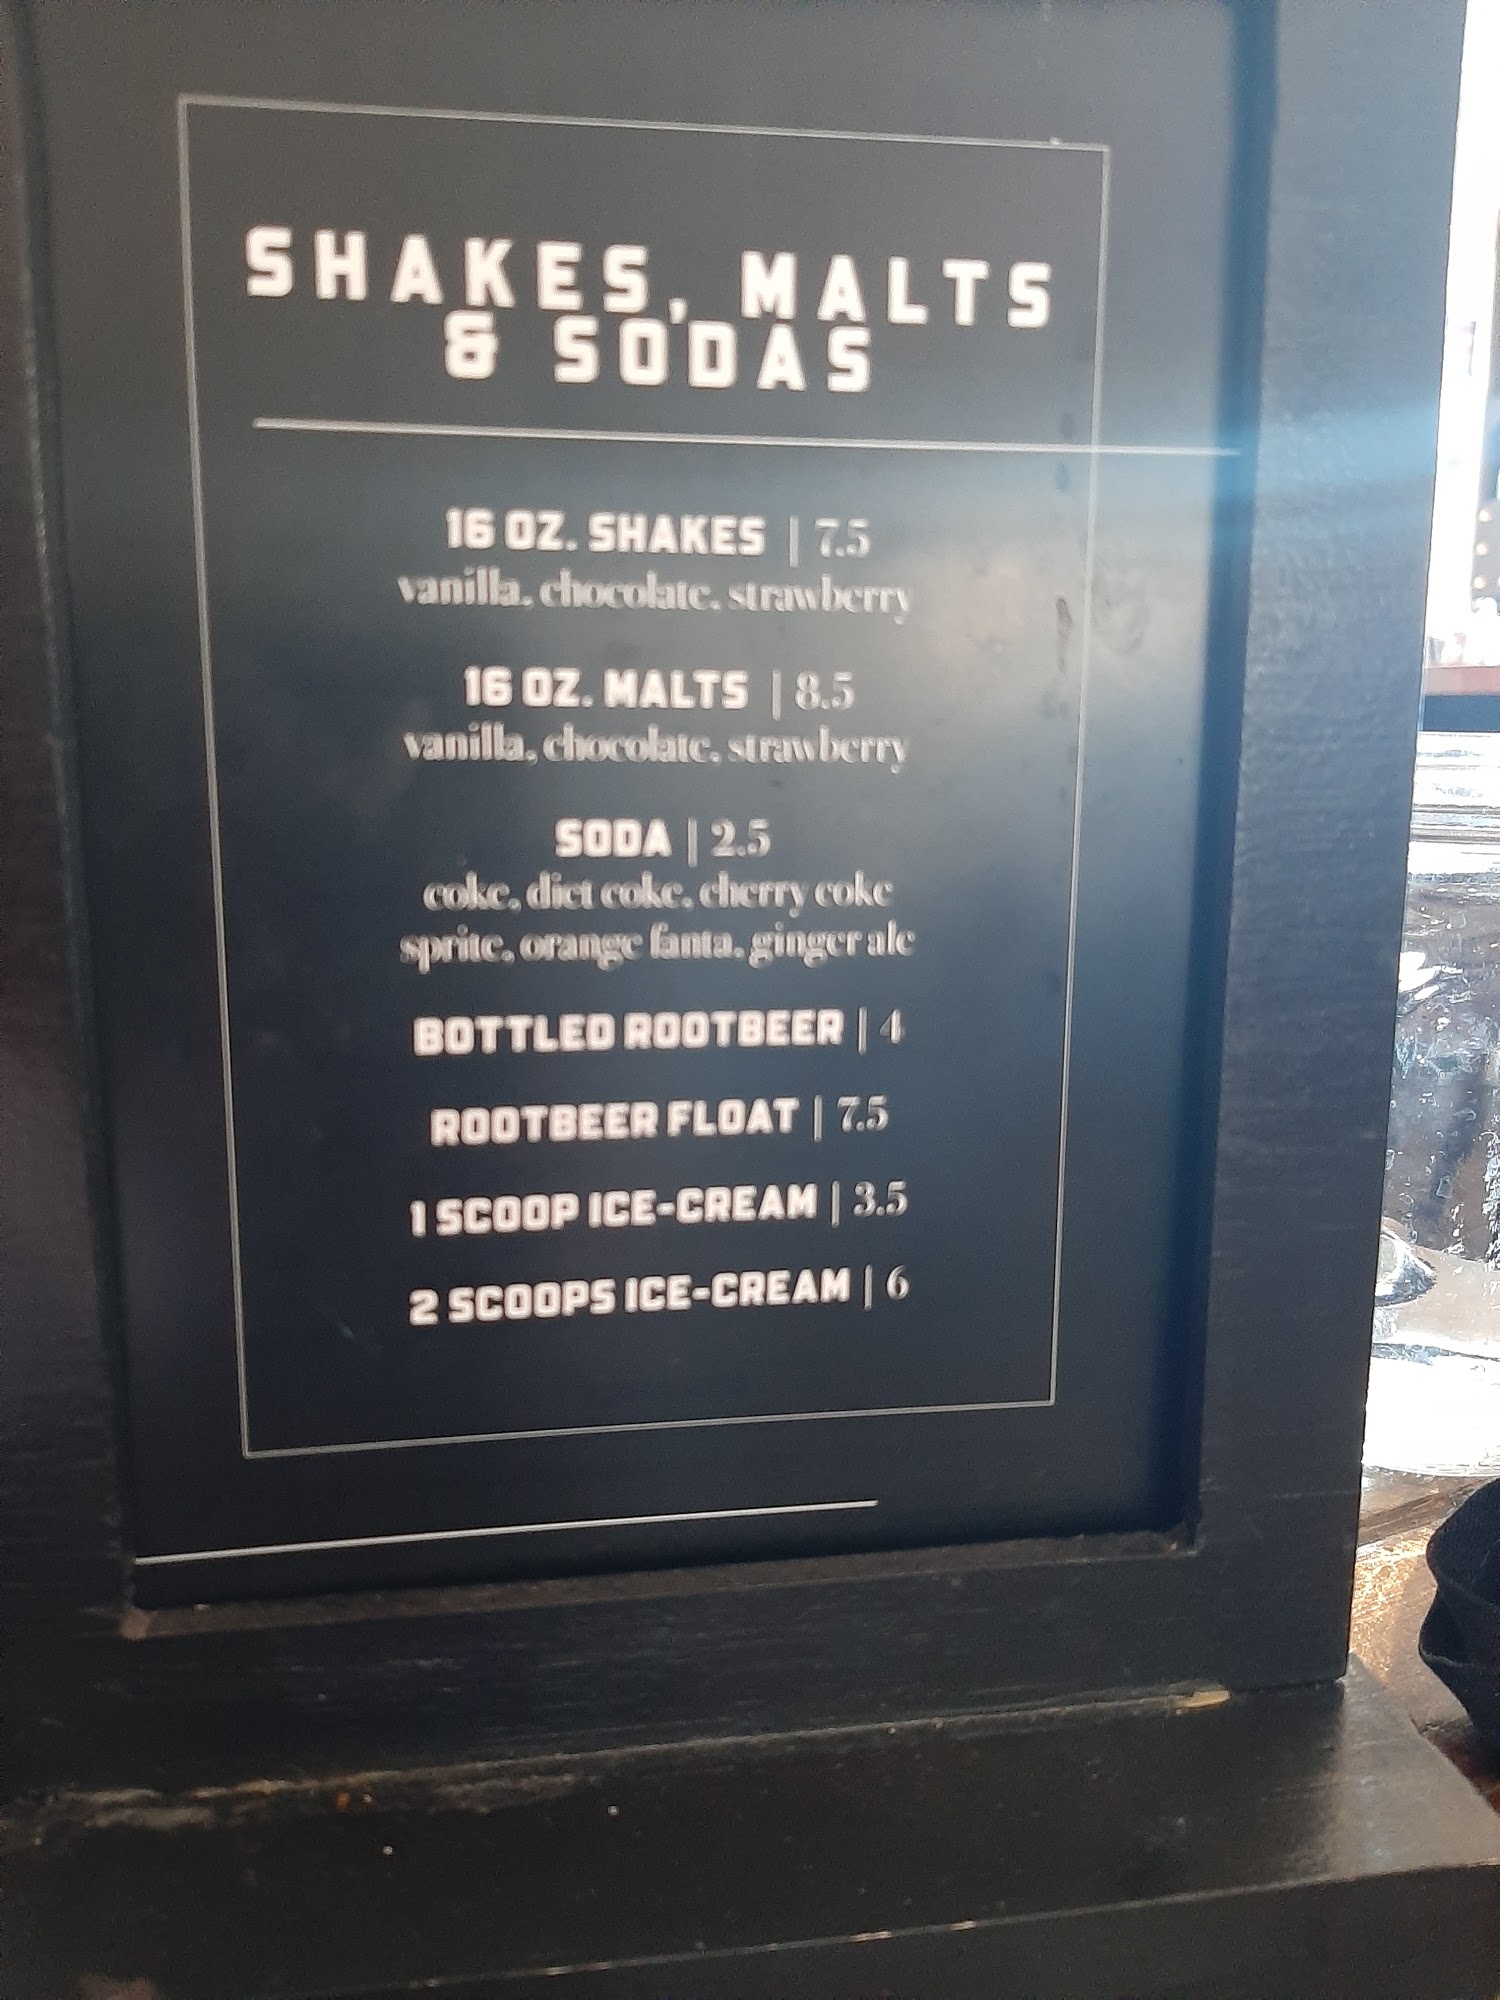 SHAKES, MALTS
& SODAS
16 OZ. SHAKES | 7.5
vanilla, chocolate, strawberry
16 OZ. MALTS | 8.5
vanilla, chocolate, strawberry
SODA | 2.5
coke, diet coke, cherry coke
sprite, orange fanta, ginger ale
BOTTLED ROOTBEER | 4
ROOTBEER FLOAT | 7.5
1 SCOOP ICE-CREAM | 3.5
2 SCOOPS ICE-CREAM | 6